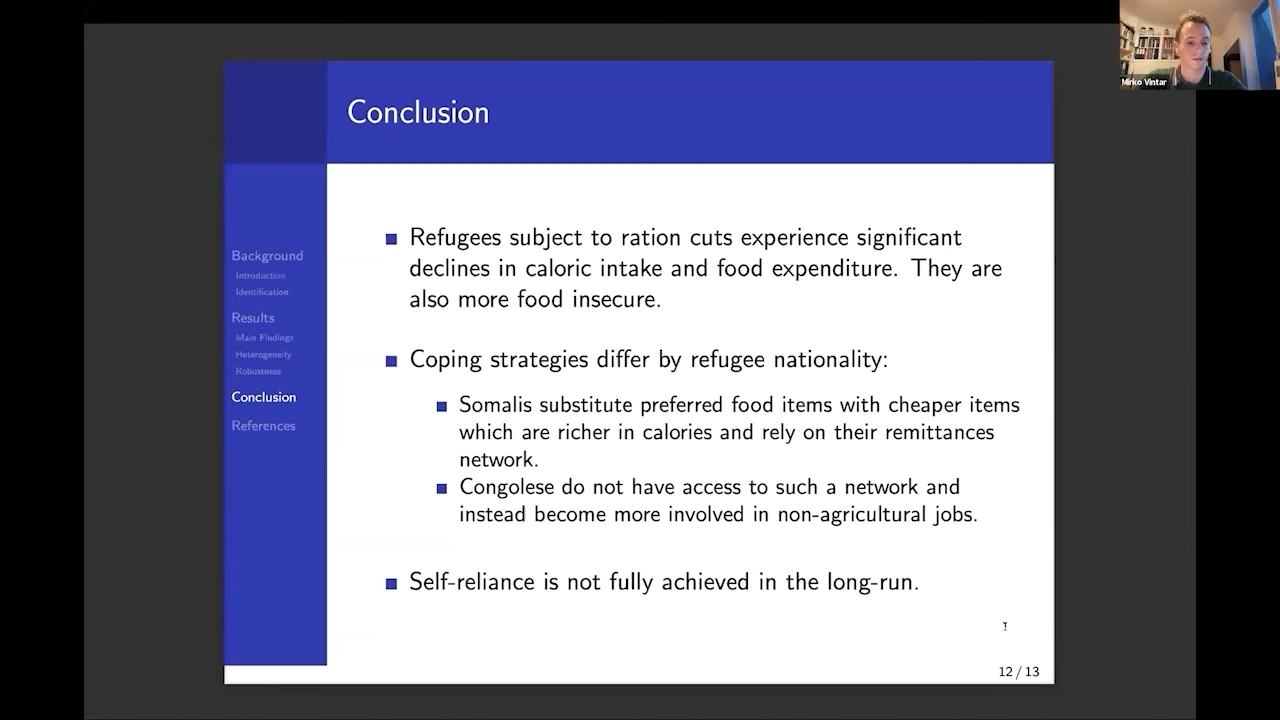 Mirko Vintar
Conclusion
Background
Introduction
Identification
Results
Main Findings
Heterogeneity
Robustness
Conclusion
References
Refugees subject to ration cuts experience significant
declines in caloric intake and food expenditure. They are
also more food insecure.
Coping strategies differ by refugee nationality:
Somalis substitute preferred food items with cheaper items
which are richer in calories and rely on their remittances
network.
Congolese do not have access to such a network and
instead become more involved in non-agricultural jobs.
Self-reliance is not fully achieved in the long-run.
12 / 13